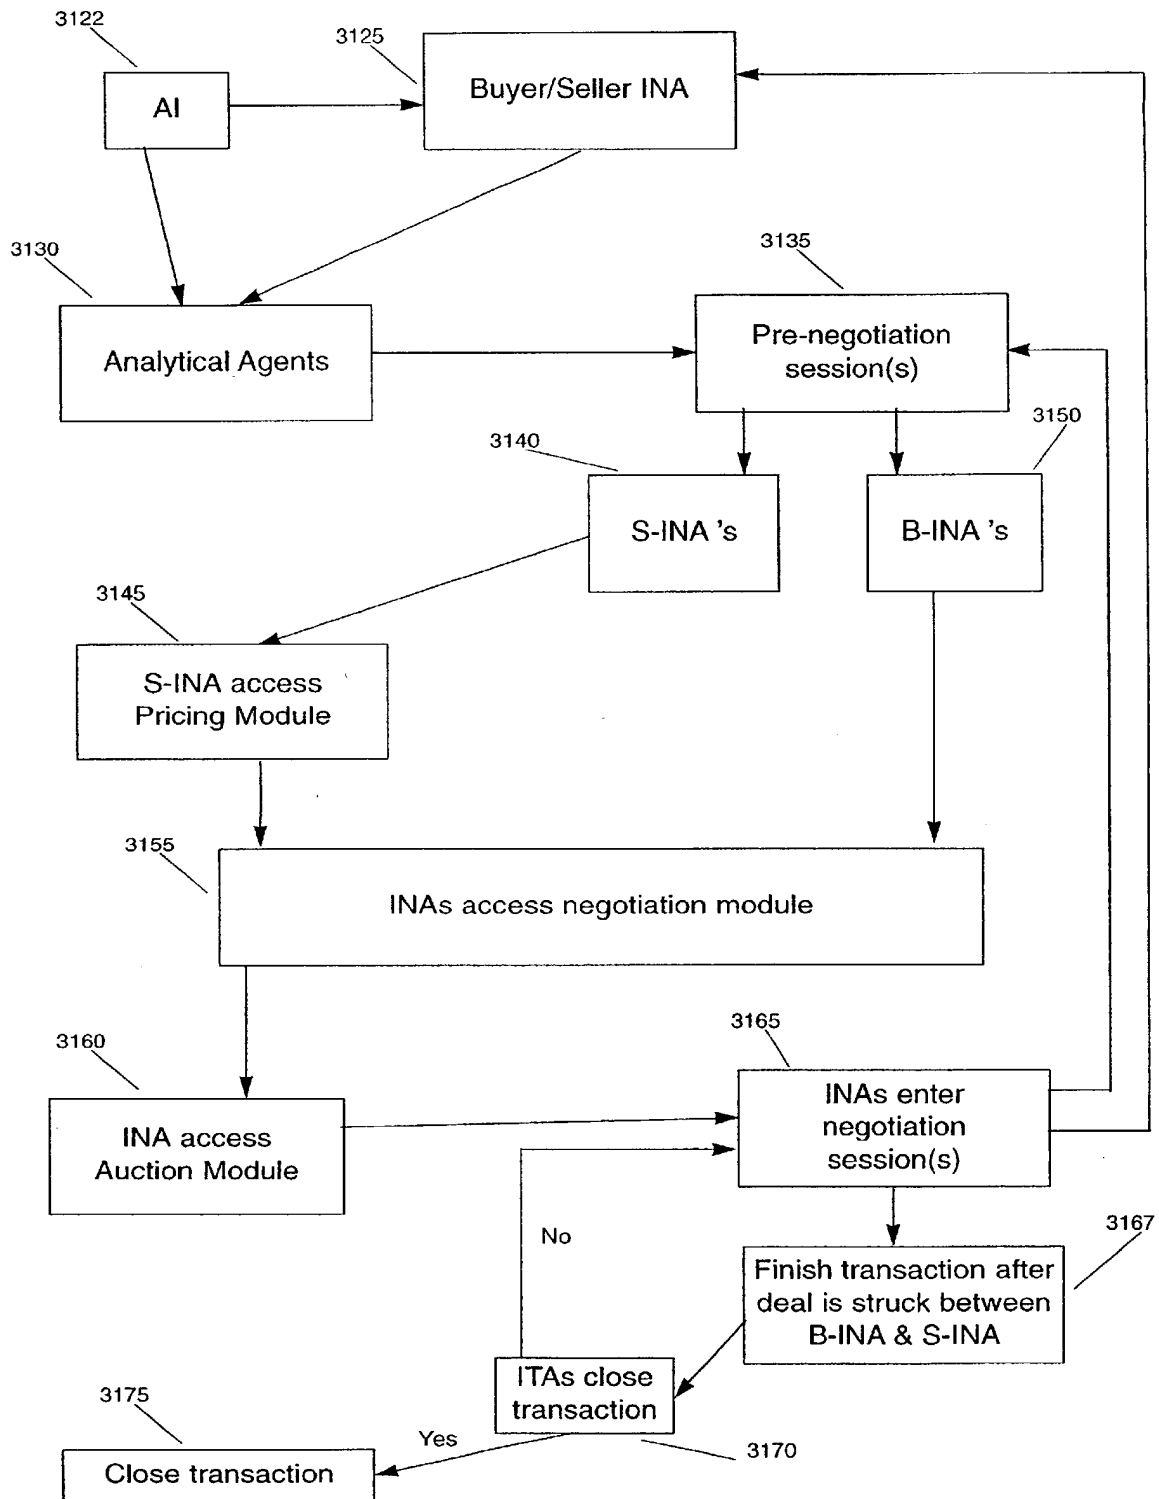 3122
3125
AI
Buyer/Seller INA
3130
3135
Analytical Agents
Pre-negotiation
session(s)
3140
3150
S-INA 's
B-INA 's
3145
S-INA access
Pricing Module
3155
INAs access negotiation module
3160
3165
INA access
Auction Module
INAs enter
negotiation
session(s)
No
3167
Finish transaction after
deal is struck between
B-INA & S-INA
ITAs close
transaction
3175
Yes
3170
Close transaction